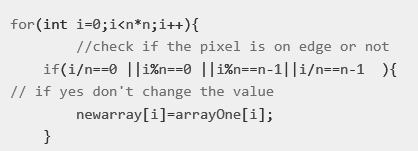 for(int i=0;i<n*n;i++){
        //check if the pixel is on edge or not
    if(i/n==0 ||i%n==0 ||i%n==n-1||i/n==n-1  ){
// if yes don't change the value
        newarray[i]=arrayOne[i];
    }